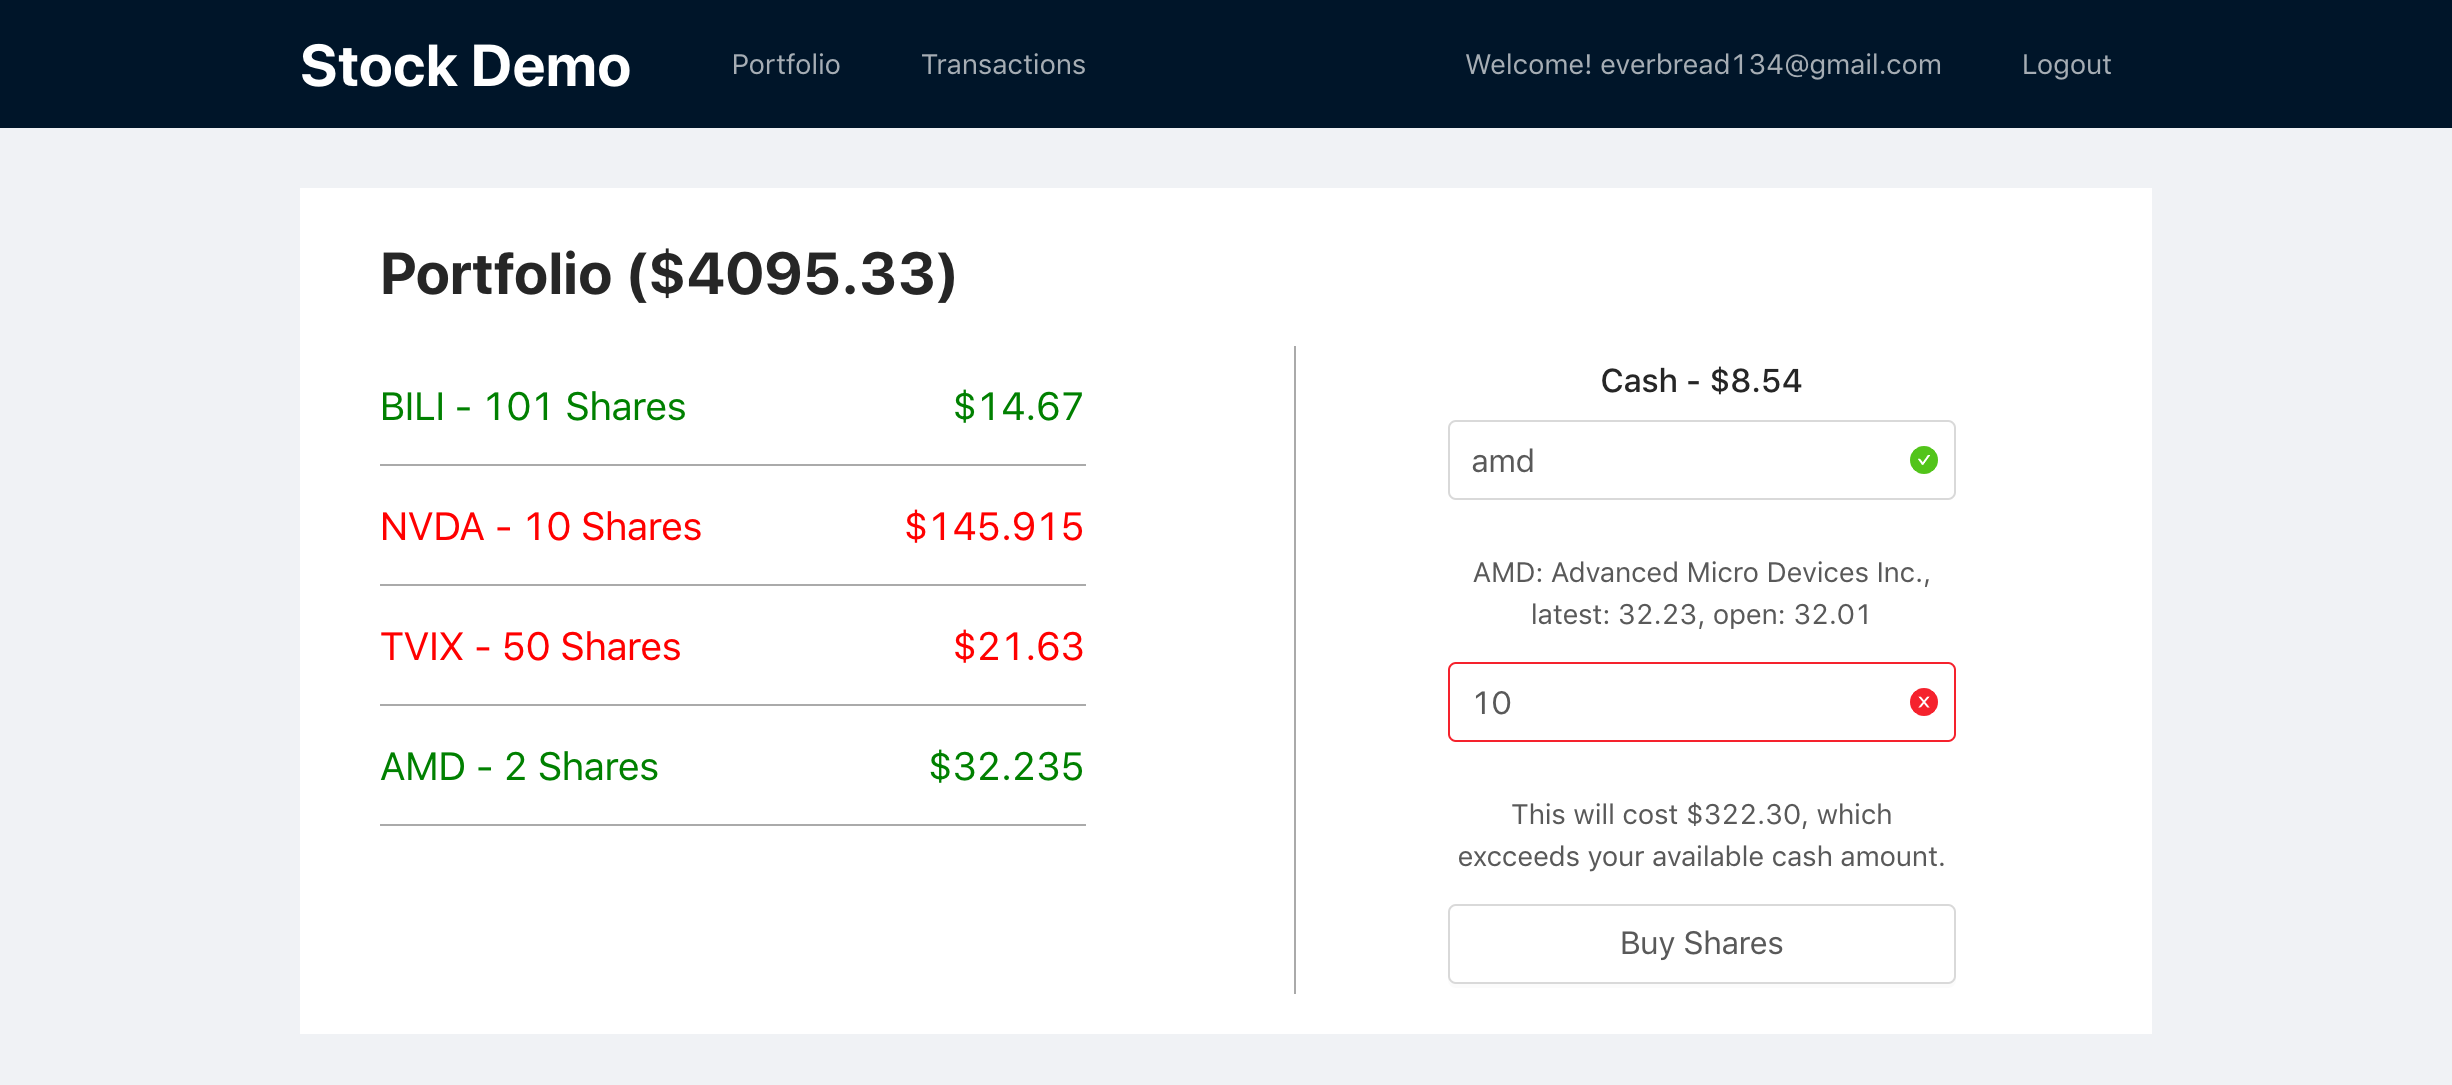 Stock Demo Portfolio Transactions Welcome! everbread134@gmail.com Logout
Portfolio ($4095.33)
BILI - 101 Shares $14.67
NVDA - 10 Shares $145.915
TVIX - 50 Shares $21.63
AMD - 2 Shares $32.235
Cash - $8.54
amd
AMD: Advanced Micro Devices Inc.,
latest: 32.23, open: 32.01
10
This will cost $322.30, which
excceeds your available cash amount.
Buy Shares